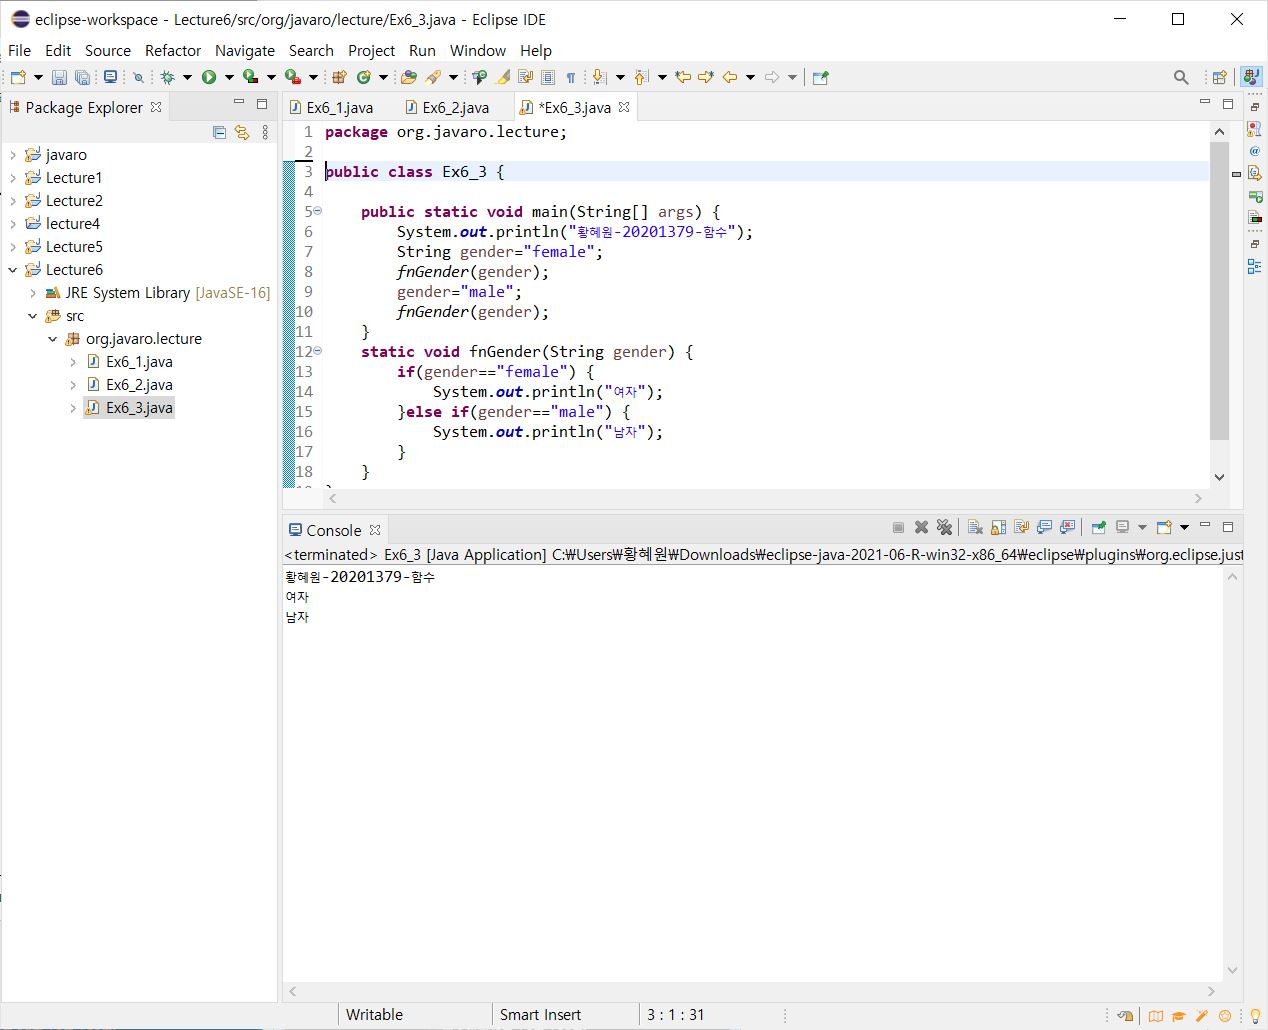 eclipse-workspace - Lecture6/src/org/javaro/lecture/Ex6_3.java - Eclipse IDE
File Edit Source Refactor Navigate Search Project Run Window Help
Package Explorer
javaro
Lecture1
Lecture2
lecture4
Lecture5
Lecture6
JRE System Library [JavaSE-16]
src
org.javaro.lecture
Ex6_1.java
Ex6_2.java
Ex6_3.java
Ex6_1.java Ex6_2.java *Ex6_3.java
1 package org.javaro.lecture;
2
3 public class Ex6_3 {
4
5 public static void main(String[] args) {
6 System.out.println("황혜원-20201379-함수");
7 String gender="female";
8 fnGender(gender);
9 gender="male";
10 fnGender(gender);
11 }
12 static void fnGender(String gender) {
13 if(gender=="female") {
14 System.out.println("여자");
15 }else if(gender=="male") {
16 System.out.println("남자");
17 }
18 }
Console
<terminated> Ex6_3 [Java Application] C:₩Users₩황혜원₩Downloads₩eclipse-java-2021-06-R-win32-x86_64₩eclipse₩plugins₩org.eclipse.just
황혜원-20201379-함수
여자
남자
Writable Smart Insert 3 : 1 : 31